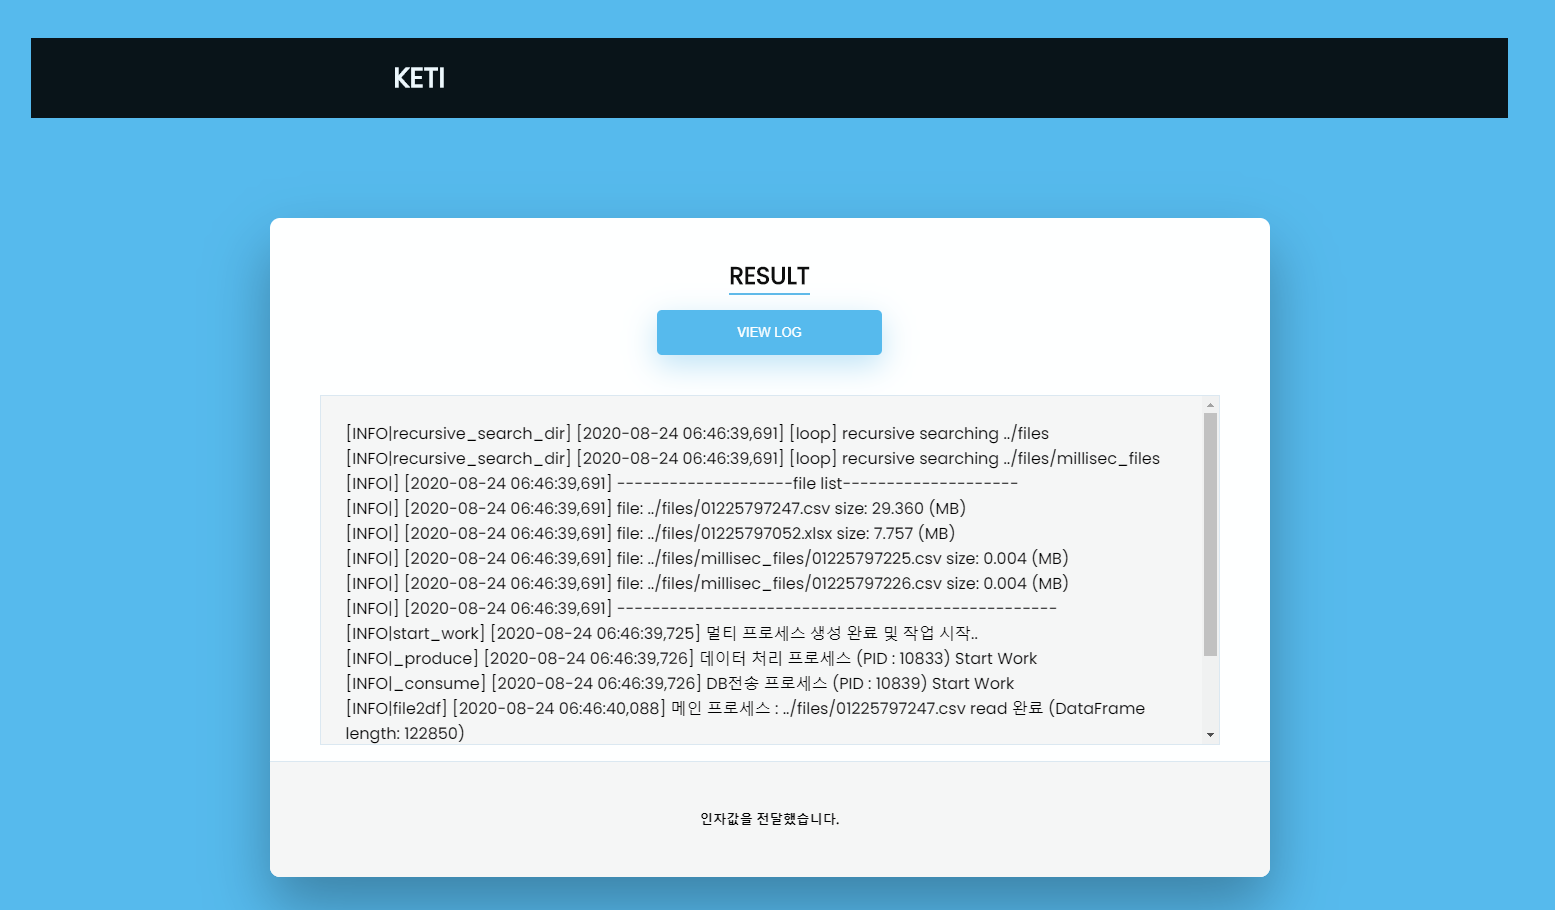 KETI
RESULT
VIEW LOG
[INFO|recursive_search_dir] [2020-08-24 06:46:39,691] [loop] recursive searching ../files
[INFO|recursive_search_dir] [2020-08-24 06:46:39,691] [loop] recursive searching ../files/millisec_files
[INFO|] [2020-08-24 06:46:39,691] --------------------file list--------------------
[INFO|] [2020-08-24 06:46:39,691] file: ../files/01225797247.csv size: 29.360 (MB)
[INFO|] [2020-08-24 06:46:39,691] file: ../files/01225797052.xlsx size: 7.757 (MB)
[INFO|] [2020-08-24 06:46:39,691] file: ../files/millisec_files/01225797225.csv size: 0.004 (MB)
[INFO|] [2020-08-24 06:46:39,691] file: ../files/millisec_files/01225797226.csv size: 0.004 (MB)
[INFO|] [2020-08-24 06:46:39,691] --------------------------------------------------
[INFO|start_work] [2020-08-24 06:46:39,725] 멀티 프로세스 생성 완료 및 작업 시작..
[INFO|_produce] [2020-08-24 06:46:39,726] 데이터 처리 프로세스 (PID : 10833) Start Work
[INFO|_consume] [2020-08-24 06:46:39,726] DB전송 프로세스 (PID : 10839) Start Work
[INFO|file2df] [2020-08-24 06:46:40,088] 메인 프로세스 : ../files/01225797247.csv read 완료 (DataFrame
length: 122850)
인자값을 전달했습니다.